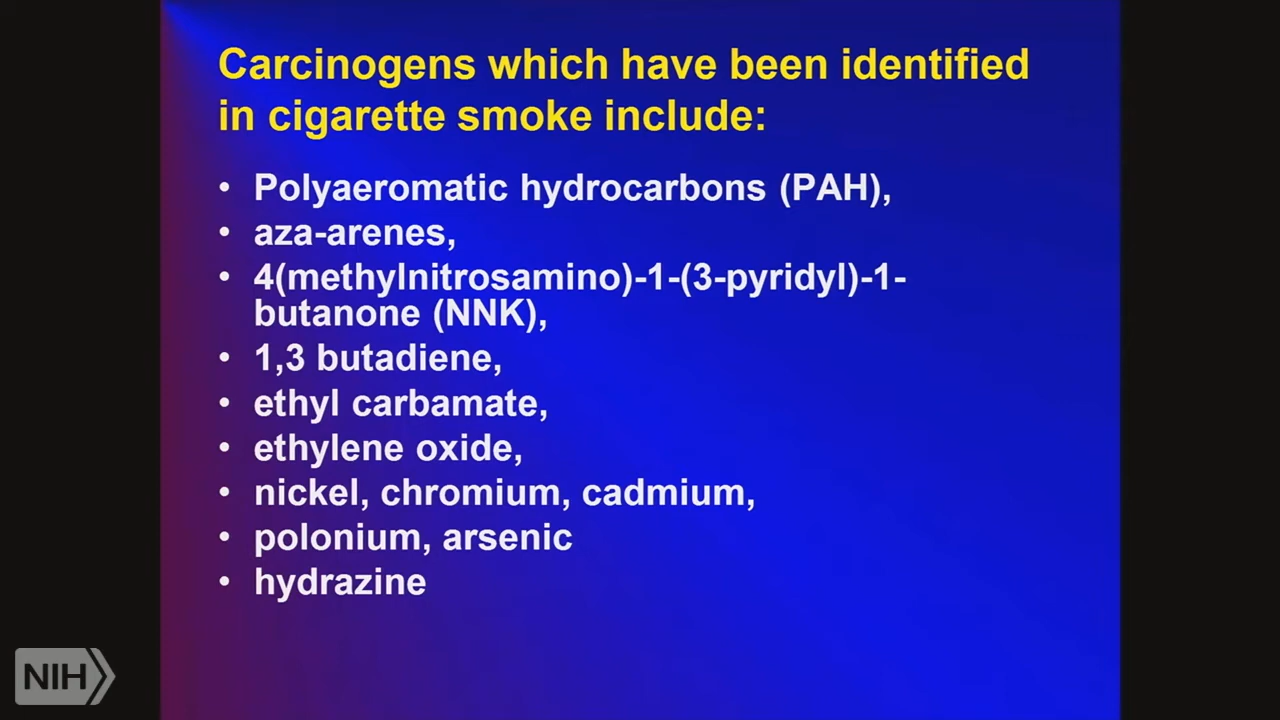 Carcinogens which have been identified
in cigarette smoke include:
• Polyaeromatic hydrocarbons (PAH),
• aza-arenes,
• 4(methylnitrosamino)-1-(3-pyridyl)-1-
butanone (NNK),
• 1,3 butadiene,
• ethyl carbamate,
• ethylene oxide,
• nickel, chromium, cadmium,
• polonium, arsenic
• hydrazine
NIH